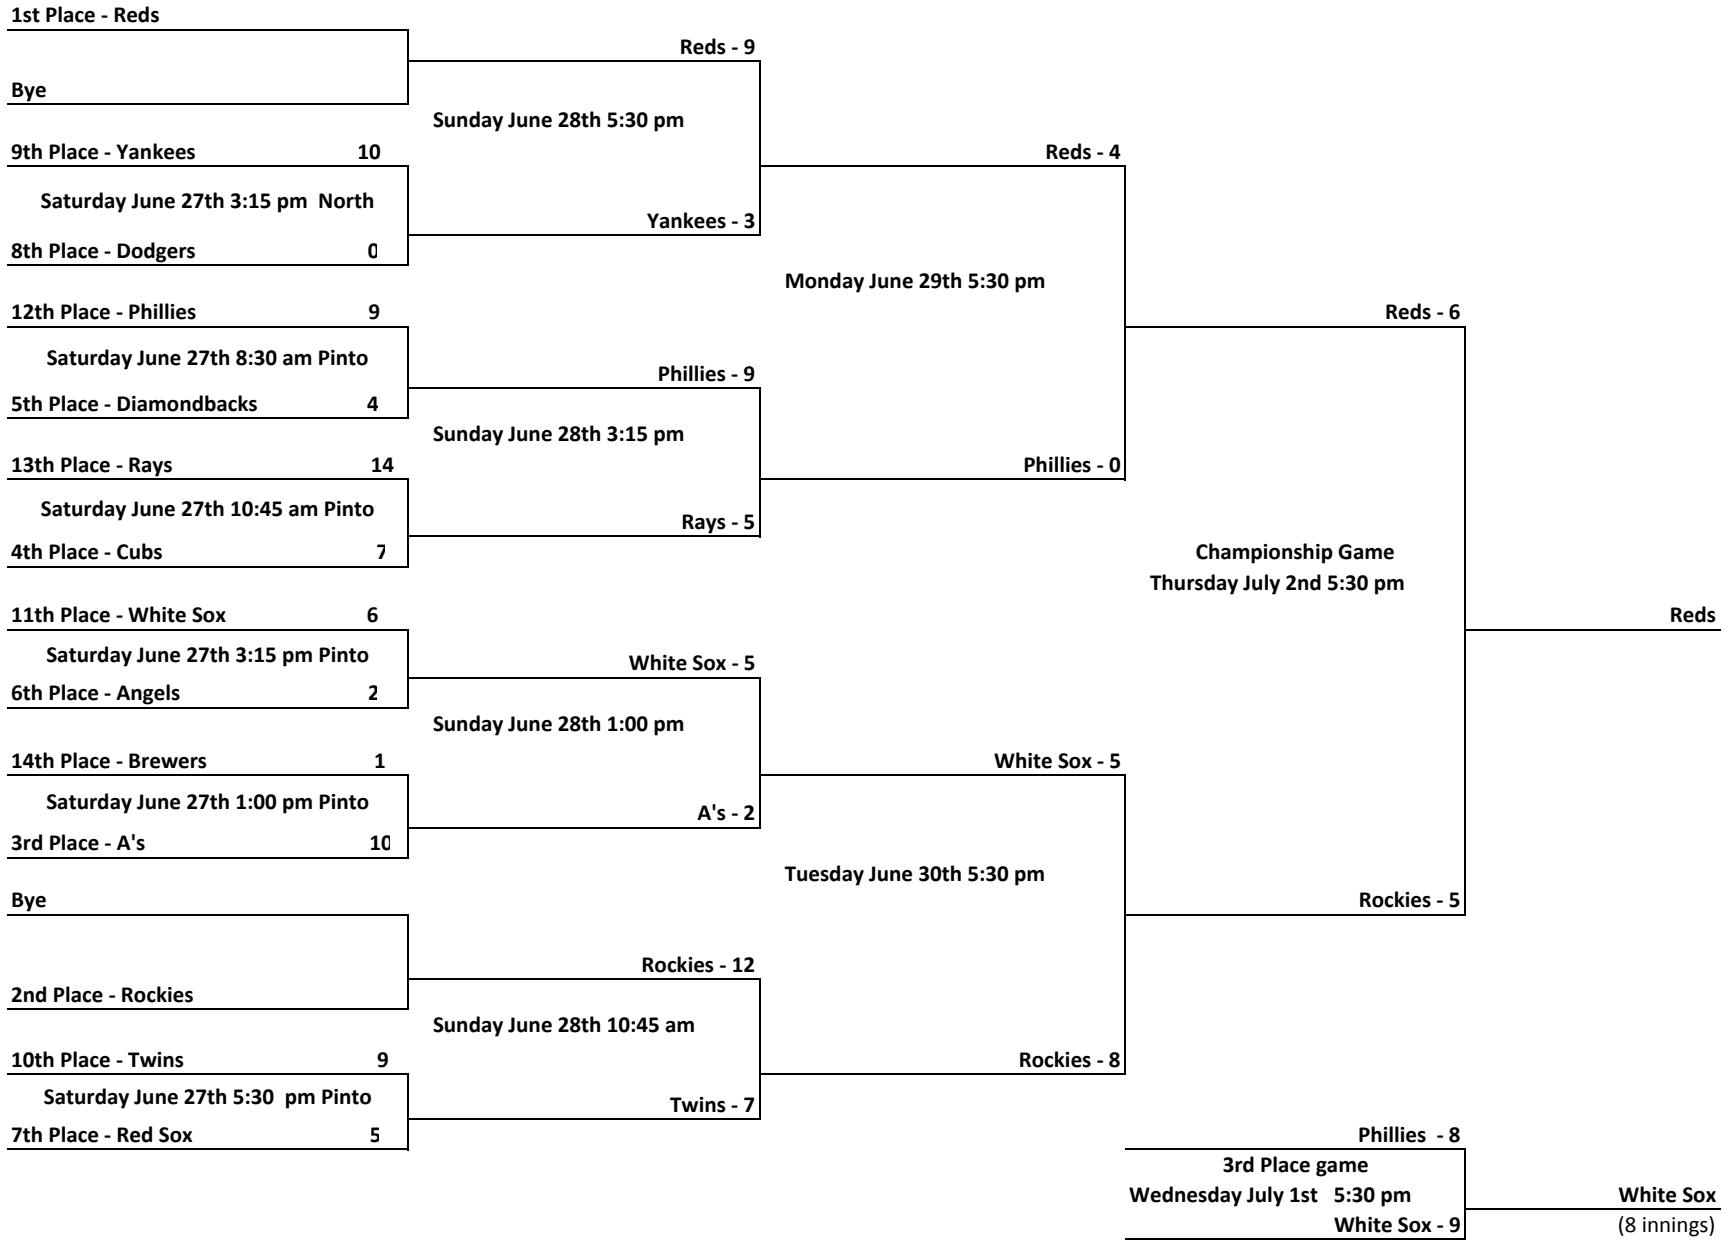 1st Place - Reds
Reds - 9
Bye
Sunday June 28th 5:30 pm
9th Place - Yankees 10
Reds - 4
Saturday June 27th 3:15 pm  North
Yankees - 3
8th Place - Dodgers 0
Monday June 29th 5:30 pm
12th Place - Phillies 9
Reds - 6
Saturday June 27th 8:30 am Pinto
Phillies - 9
5th Place - Diamondbacks 4
Sunday June 28th 3:15 pm
13th Place - Rays 14
Phillies - 0
Saturday June 27th 10:45 am Pinto
Rays - 5
4th Place - Cubs 7
Championship Game
Thursday July 2nd 5:30 pm
11th Place - White Sox 6
Reds
Saturday June 27th 3:15 pm Pinto
White Sox - 5
6th Place - Angels 2
Sunday June 28th 1:00 pm
14th Place - Brewers 1
White Sox - 5
Saturday June 27th 1:00 pm Pinto
A's - 2
3rd Place - A's 10
Tuesday June 30th 5:30 pm
Bye
Rockies - 5
Rockies - 12
2nd Place - Rockies
Sunday June 28th 10:45 am
10th Place - Twins 9
Rockies - 8
Saturday June 27th 5:30  pm Pinto
Twins - 7
7th Place - Red Sox 5
Phillies  - 8
3rd Place game
Wednesday July 1st   5:30 pm
White Sox
White Sox - 9
(8 innings)